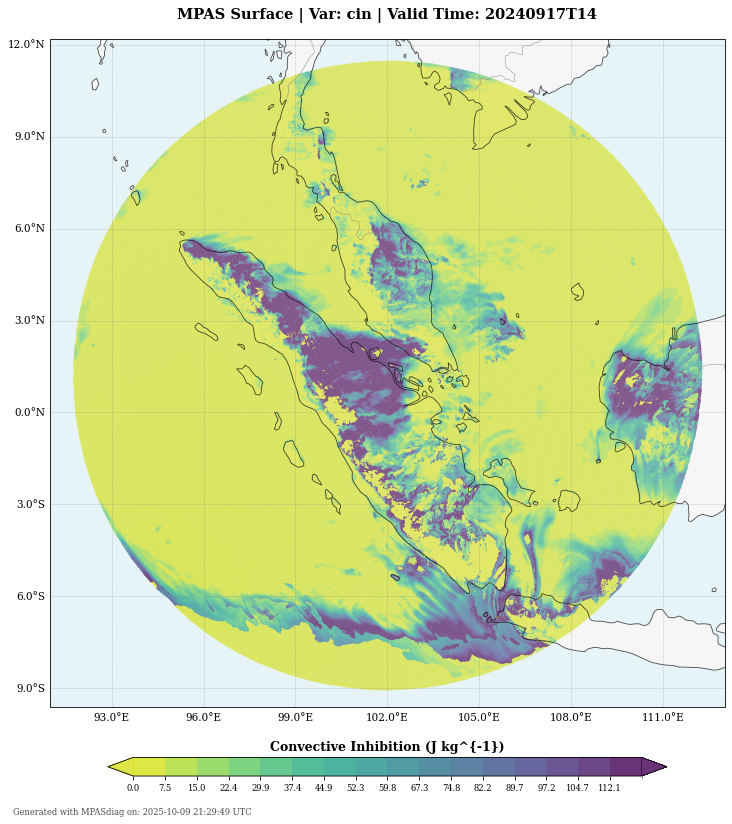 MPAS Surface | Var: cin | Valid Time: 20240917T14
12.0°N
9.0°N
6.0°N
3.0°N
0.0°N
3.0°S
6.0°S
9.0°S
93.0°E 96.0°E 99.0°E 102.0°E 105.0°E 108.0°E 111.0°E
Convective Inhibition (J kg^{-1})
0.0 7.5 15.0 22.4 29.9 37.4 44.9 52.3 59.8 67.3 74.8 82.2 89.7 97.2 104.7 112.1
Generated with MPASdiag on: 2025-10-09 21:29:49 UTC